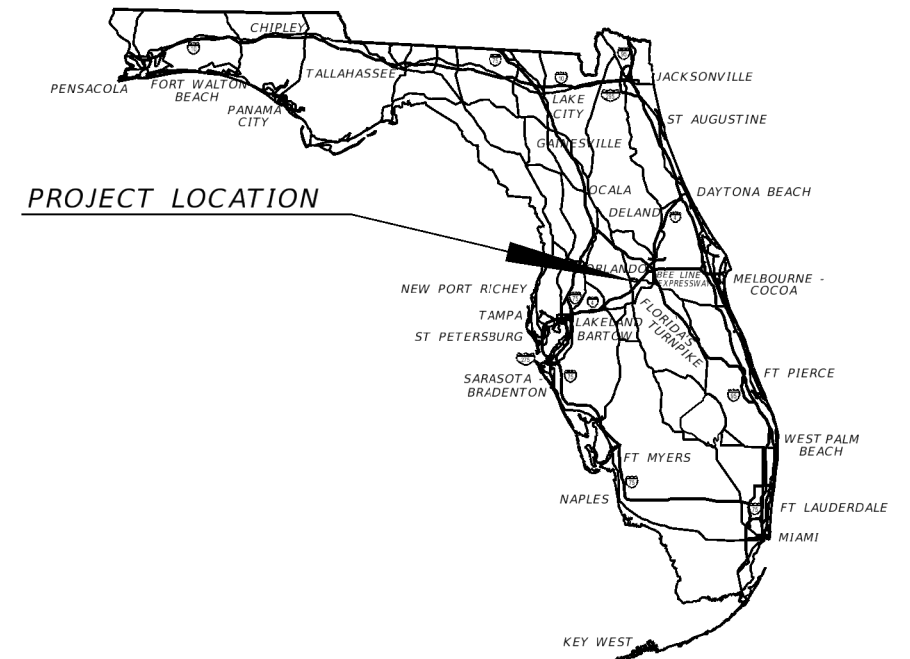 CHIPLEY
PENSACOLA
FORT WALTON
BEACH
TALLAHASSEE
PANAMA
CITY
JACKSONVILLE
LAKE
CITY
ST AUGUSTINE
GAINESVILLE
PROJECT LOCATION
OCALA
DAYTONA BEACH
DELAND
ORLANDO
BEE LINE
EXPRESSWAY
MELBOURNE -
COCOA
NEW PORT RICHEY
TAMPA
ST PETERSBURG
LAKELAND
BARTOW
FLORIDA'S
TURNPIKE
SARASOTA -
BRADENTON
FT PIERCE
WEST PALM
BEACH
FT MYERS
NAPLES
FT LAUDERDALE
MIAMI
KEY WEST